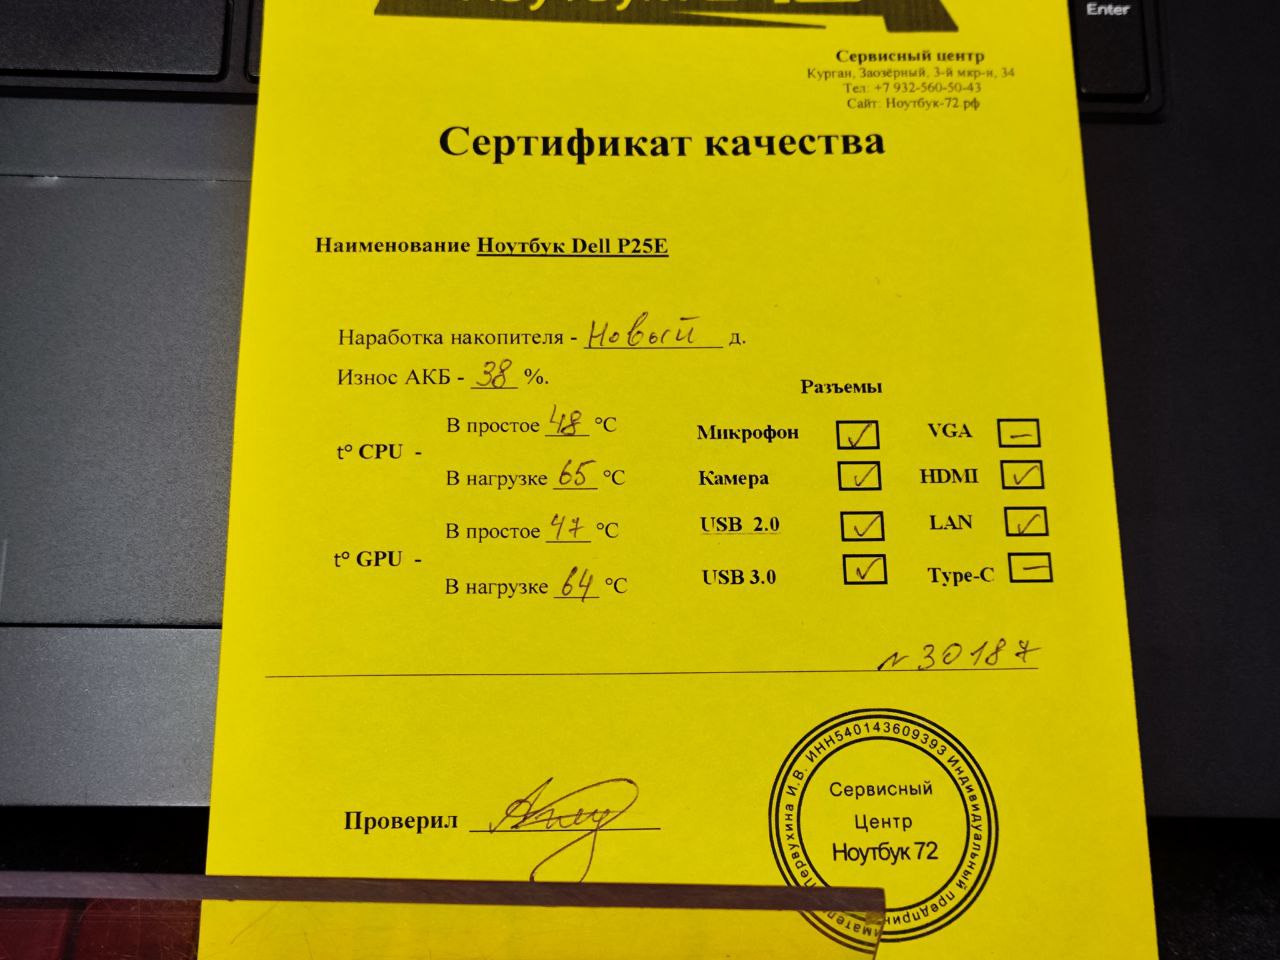 Enter
Сервисный центр
Курган, Заозёрный, 3-й мкр-н, 34
Тел: +7 932-560-50-43
Сайт: Ноутбук-72.рф
Сертификат качества
Наименование Ноутбук Dell P25E
Наработка накопителя - Новый д.
Износ АКБ - 38 %.
Разъемы
t° CPU - В простое 48 °C
В нагрузке 65 °C
t° GPU - В простое 47 °C
В нагрузке 64 °C
Микрофон ✓ VGA —
Камера ✓ HDMI ✓
USB 2.0 ✓ LAN ✓
USB 3.0 ✓ Type-C —
N 30187
Проверил
Первухина И.В. ИНН540143609393 Индивидуальный
Сервисный
Центр
Ноутбук 72